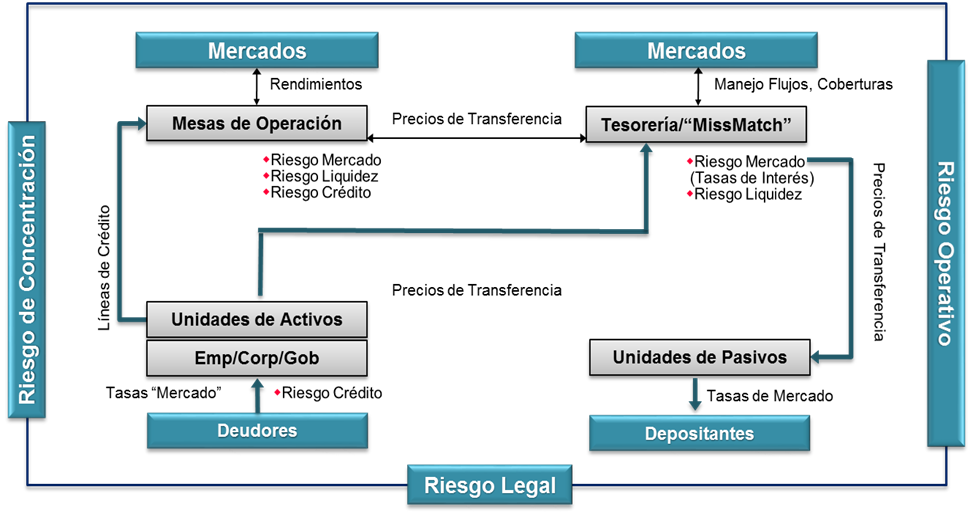 Mercados
Mercados
Rendimientos
Manejo Flujos, Coberturas
Mesas de Operación
Precios de Transferencia
Tesorería/“MissMatch”
Riesgo Mercado
Riesgo Liquidez
Riesgo Crédito
Riesgo Mercado
(Tasas de Interés)
Riesgo Liquidez
Riesgo de Concentración
Líneas de Crédito
Precios de Transferencia
Riesgo Operativo
Precios de Transferencia
Unidades de Activos
Emp/Corp/Gob
Unidades de Pasivos
Tasas “Mercado”
Riesgo Crédito
Tasas de Mercado
Deudores
Depositantes
Riesgo Legal